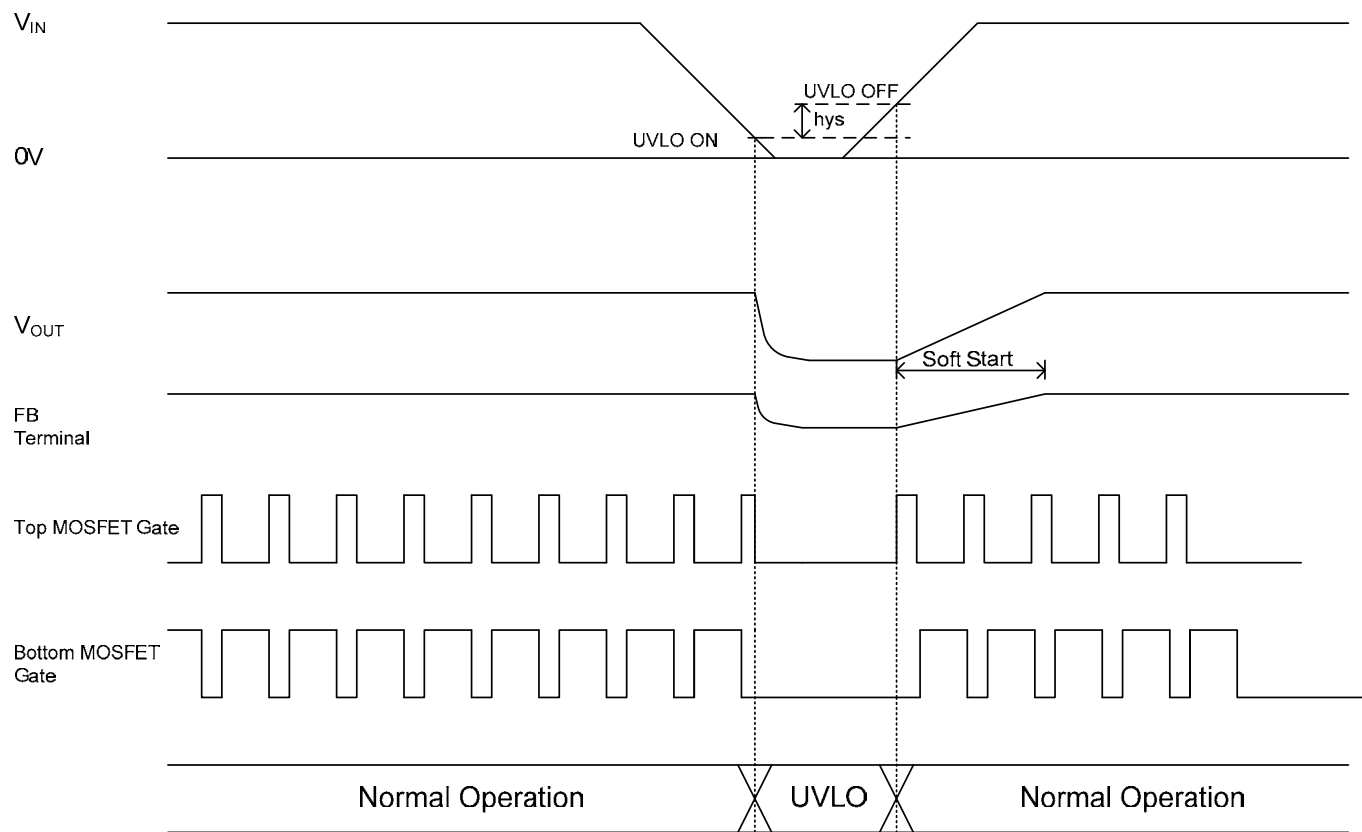 VIN
UVLO OFF
hys
UVLO ON
0V
VOUT
Soft Start
FB
Terminal
Top MOSFET Gate
Bottom MOSFET
Gate
Normal Operation
UVLO
Normal Operation